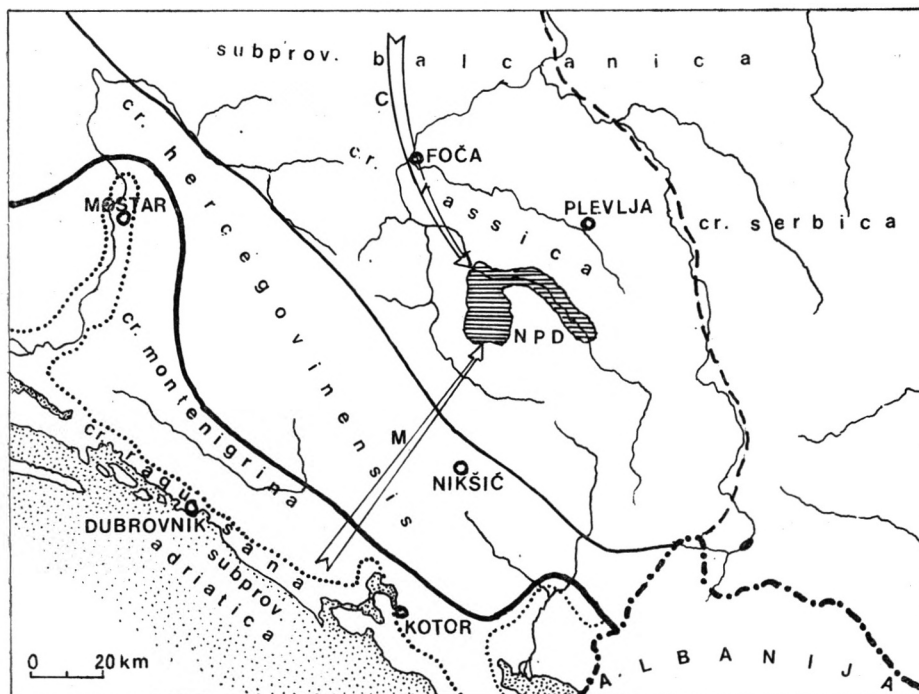 subprov. balcanica
C
cr. hercegovinensis
cr. assica
FOČA
MOSTAR
PLEVLJA
cr. serbica
NPD
cr. montenigrina
M
cr. ragusana
NIKŠIĆ
DUBROVNIK
subprov
adriatica
KOTOR
0 20 km
ALBANIJA